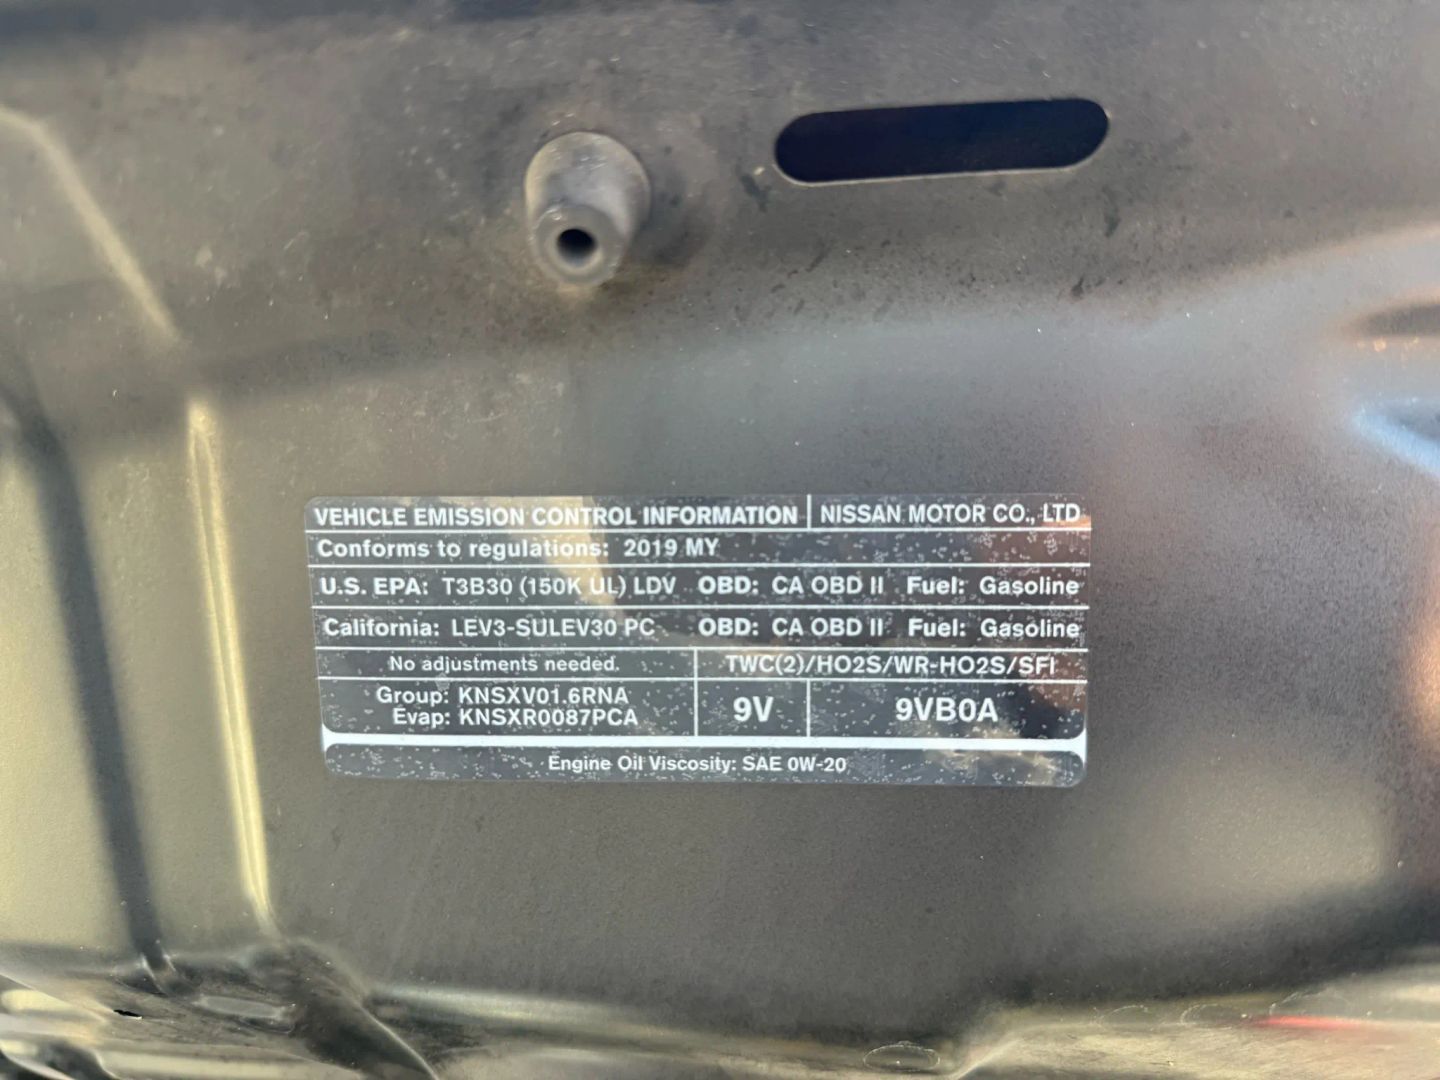 VEHICLE EMISSION CONTROL INFORMATION NISSAN MOTOR CO., LTD
Conforms to regulations: 2019 MY
U.S. EPA: T3B30 (150K UL) LDV OBD: CA OBD II Fuel: Gasoline
California: LEV3-SULEV30 PC OBD: CA OBD II Fuel: Gasoline
No adjustments needed. TWC(2)/HO2S/WR-HO2S/SFI
Group: KNSXV01.6RNA
Evap: KNSXR0087PCA
9V 9VB0A
Engine Oil Viscosity: SAE 0W-20